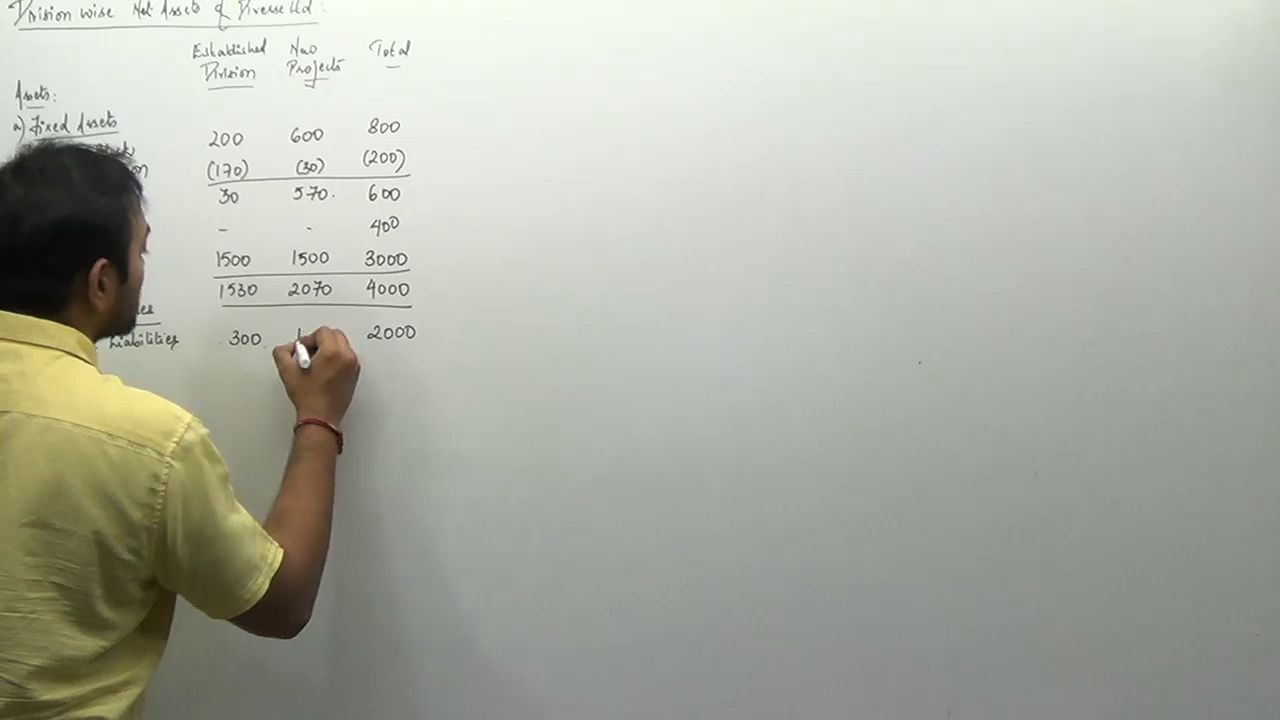 Division wise Net Assets of Diverse Ltd.
Established New Total
Division Projects
Assets:
a) Fixed Assets
200 600 800
(170) (30) (200)
30 570 600
- - 400
1500 1500 3000
1530 2070 4000
Liabilities 300 2000